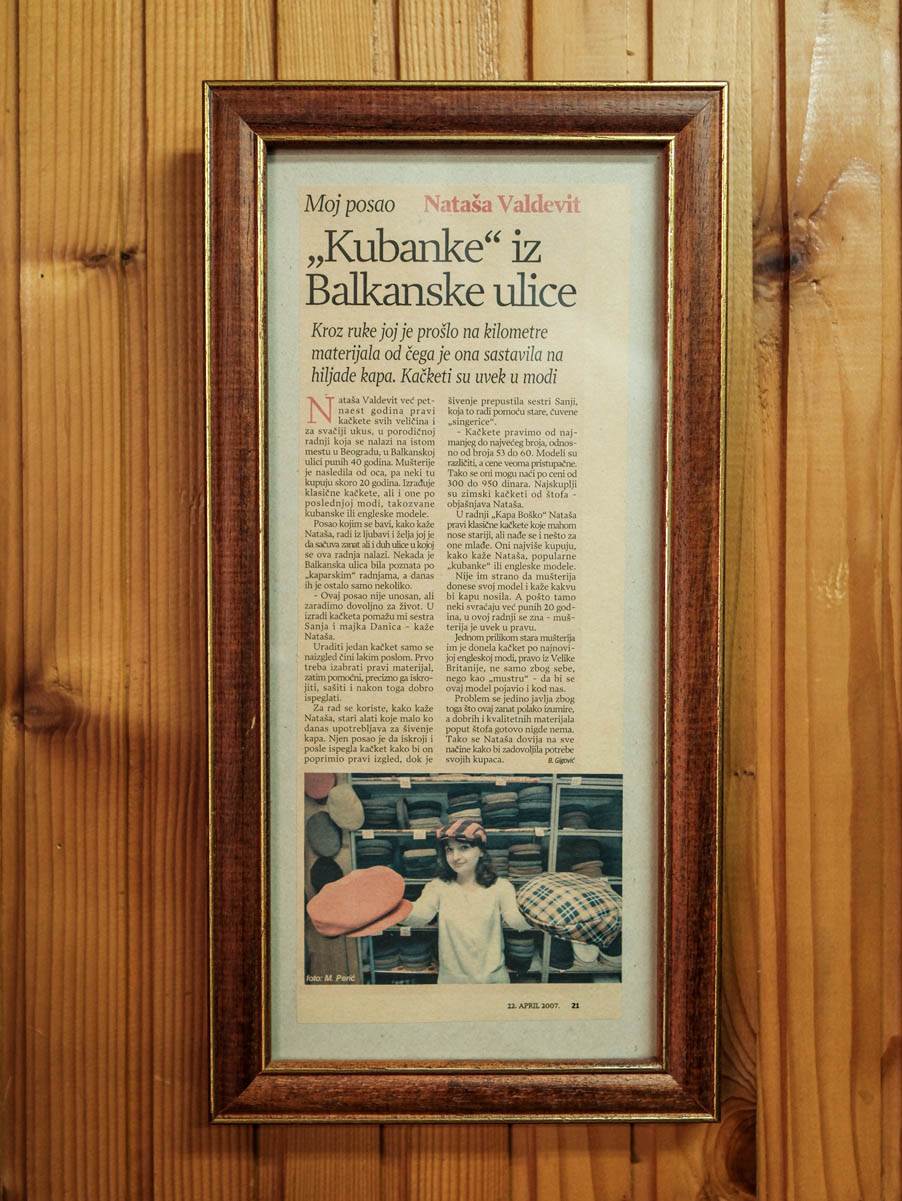 Moj posao Nataša Valdevit
„Kubanke“ iz
Balkanske ulice
Kroz ruke joj je prošlo na kilometre
materijala od čega je ona sastavila na
hiljade kapa. Kačketi su uvek u modi
Nataša Valdevit već pet-
naest godina pravi
kačkete svih veličina i
za svačiji ukus, u porodičnoj
radnji koja se nalazi na istom
mestu u Beogradu, u Balkanskoj
ulici punih 40 godina. Mušterije
je nasledila od oca, pa neki tu
kupuju skoro 20 godina. Izrađuje
klasične kačkete, ali i one po
poslednjoj modi, takozvane
kubanske ili engleske modele.
Posao kojim se bavi, kako kaže
Nataša, radi iz ljubavi i želja joj je
da sačuva zanat ali i duh ulice u kojoj
se ova radnja nalazi. Nekada je
Balkanska ulica bila poznata po
„kaparskim“ radnjama, a danas
ih je ostalo samo nekoliko.
- Ovaj posao nije unosan, ali
zaradimo dovoljno za život. U
izradi kačketa pomažu mi sestra
Sanja i majka Danica - kaže
Nataša.
Uraditi jedan kačket samo se
naizgled čini lakim poslom. Prvo
treba izabrati pravi materijal,
zatim pomoćni, precizno ga iskro-
jiti, sašiti i nakon toga dobro
ispeglati.
Za rad se koriste, kako kaže
Nataša, stari alati koje malo ko
danas upotrebljava za šivenje
kapa. Njen posao je da iskroji i
posle ispegla kačket kako bi on
poprimio pravi izgled, dok je
šivenje prepustila sestri Sanji,
koja to radi pomoću stare, čuvene
„singerice“.
- Kačkete pravimo od naj-
manjeg do najvećeg broja, odnos-
no od broja 53 do 60. Modeli su
različiti, a cene veoma pristupačne.
Tako se oni mogu naći po ceni od
300 do 950 dinara. Najskuplji
su zimski kačketi od štofa -
objašnjava Nataša.
U radnji „Kapa Boško“ Nataša
pravi klasične kačkete koje mahom
nose stariji, ali nađe se i nešto za
one mlađe. Oni najviše kupuju,
kako kaže Nataša, popularne
„kubanke“ ili engleske modele.
Nije im strano da mušterija
donese svoj model i kaže kakvu
bi kapu nosila. A pošto tamo
neki svraćaju već punih 20 god-
ina, u ovoj radnji se zna - muš-
terija je uvek u pravu.
Jednom prilikom stara mušterija
im je donela kačket po najnovi-
joj engleskoj modi, pravo iz Velike
Britanije, ne samo zbog sebe,
nego kao „mustru“ - da bi se
ovaj model pojavio i kod nas.
Problem se jedino javlja zbog
toga što ovaj zanat polako izumire,
a dobrih i kvalitetnih materijala
poput štofa gotovo nigde nema.
Tako se Nataša dovija na sve
načine kako bi zadovoljila potrebe
svojih kupaca. B. Gigović
foto: M. Perić
22. APRIL 2007. 21